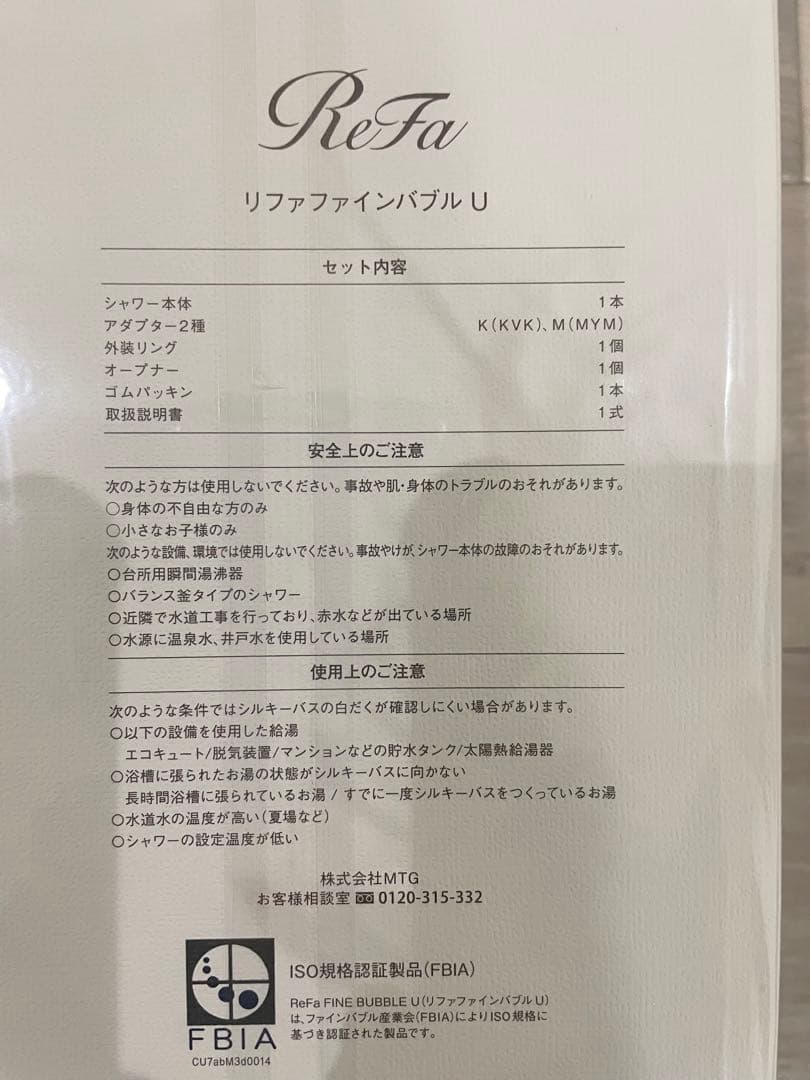 ReFa
リファファインバブル U
セット内容
シャワー本体 1本
アダプター2種 K(KVK)、M(MYM)
外装リング 1個
オープナー 1個
ゴムパッキン 1本
取扱説明書 1式
安全上のご注意
次のような方は使用しないでください。事故や肌・身体のトラブルのおそれがあります。
○身体の不自由な方のみ
○小さなお子様のみ
次のような設備、環境では使用しないでください。事故やけが、シャワー本体の故障のおそれがあります。
○台所用瞬間湯沸器
○バランス釜タイプのシャワー
○近隣で水道工事を行っており、赤水などが出ている場所
○水源に温泉水、井戸水を使用している場所
使用上のご注意
次のような条件ではシルキーバスの白だくが確認しにくい場合があります。
○以下の設備を使用した給湯
エコキュート/脱気装置/マンションなどの貯水タンク/太陽熱給湯器
○浴槽に張られたお湯の状態がシルキーバスに向かない
長時間浴槽に張られているお湯 / すでに一度シルキーバスをつくっているお湯
○水道水の温度が高い(夏場など)
○シャワーの設定温度が低い
株式会社MTG
お客様相談室 0120-315-332
ISO規格認証製品(FBIA)
ReFa FINE BUBBLE U(リファファインバブル U)
は、ファインバブル産業会(FBIA)によりISO規格に
基づき認証された製品です。
FBIA
CU7abM3d0014